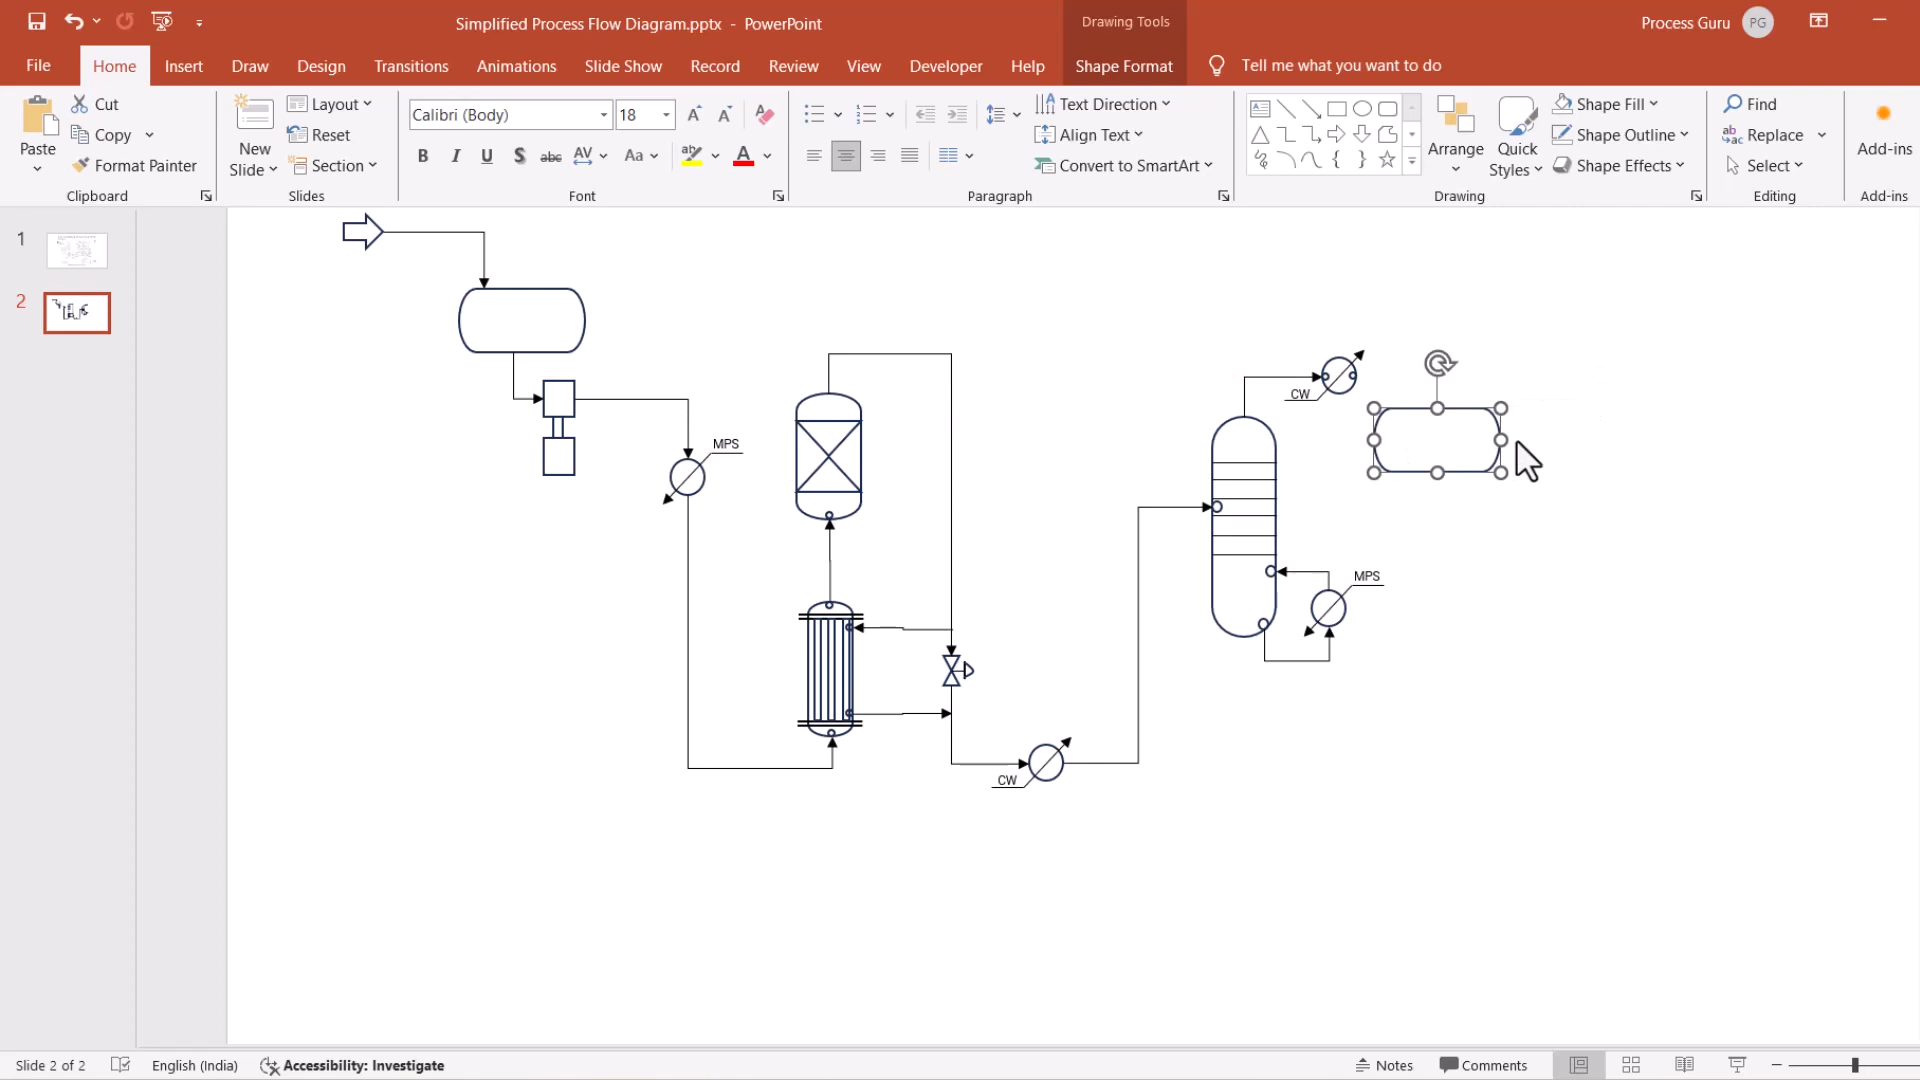 Simplified Process Flow Diagram.pptx - PowerPoint
Drawing Tools
Process Guru PG
File Home Insert Draw Design Transitions Animations Slide Show Record Review View Developer Help Shape Format Tell me what you want to do
Paste
Cut
Copy
Format Painter
Clipboard
New Slide
Layout
Reset
Section
Slides
Calibri (Body) 18
B I U S abc AV Aa A
Font
Paragraph
Text Direction
Align Text
Convert to SmartArt
Arrange
Quick Styles
Shape Fill
Shape Outline
Shape Effects
Drawing
Find
Replace
Select
Editing
Add-ins
Add-ins
1
2
MPS
CW
MPS
CW
Slide 2 of 2 English (India) Accessibility: Investigate Notes Comments